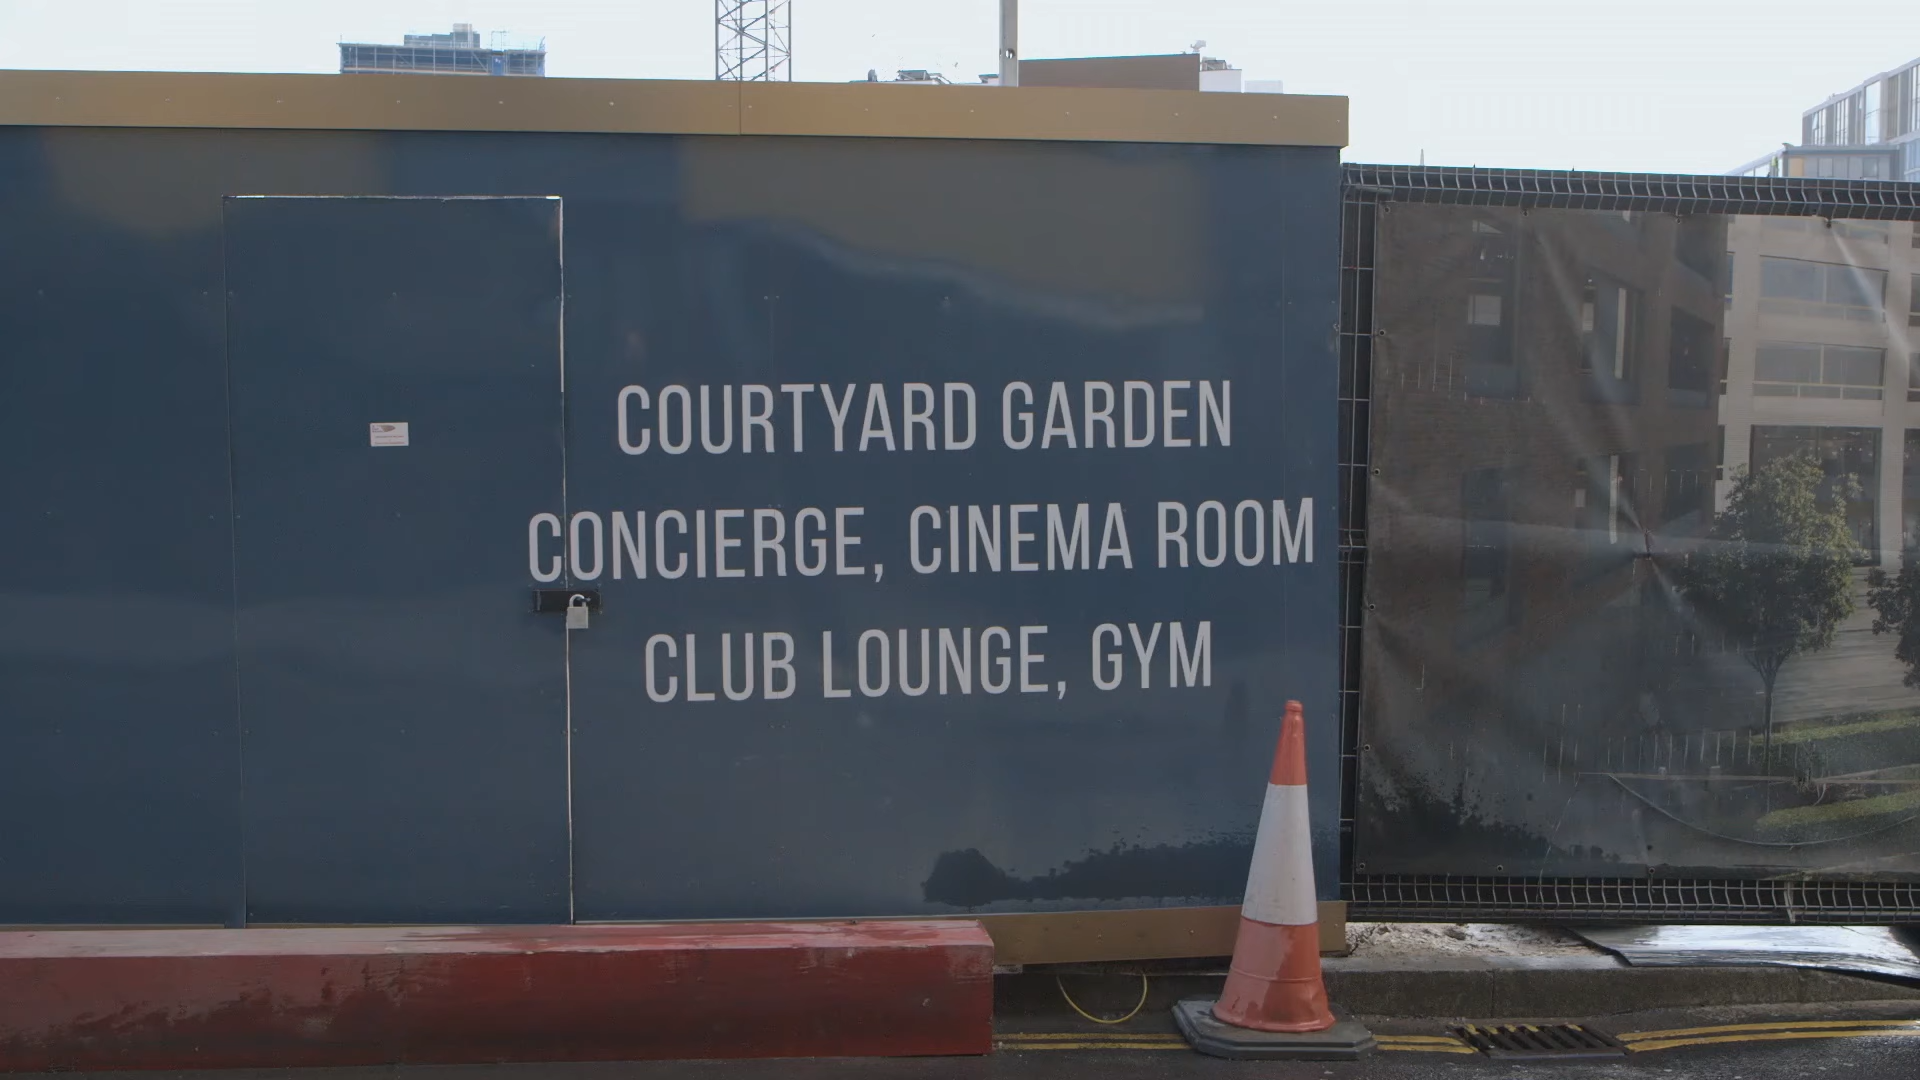 COURTYARD GARDEN
CONCIERGE, CINEMA ROOM
CLUB LOUNGE, GYM